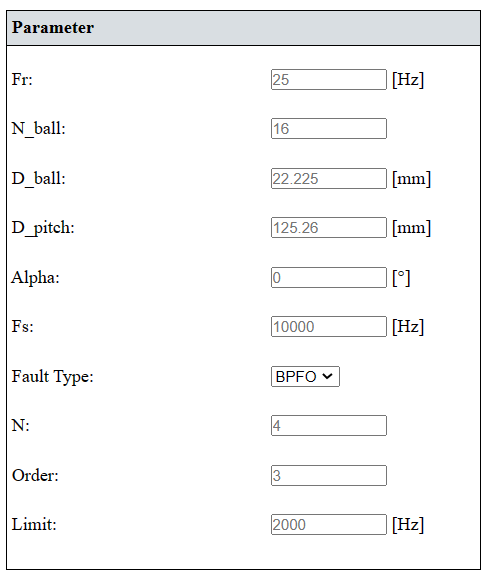 Parameter
Fr: 25 [Hz]
N_ball: 16
D_ball: 22.225 [mm]
D_pitch: 125.26 [mm]
Alpha: 0 [°]
Fs: 10000 [Hz]
Fault Type: BPFO
N: 4
Order: 3
Limit: 2000 [Hz]